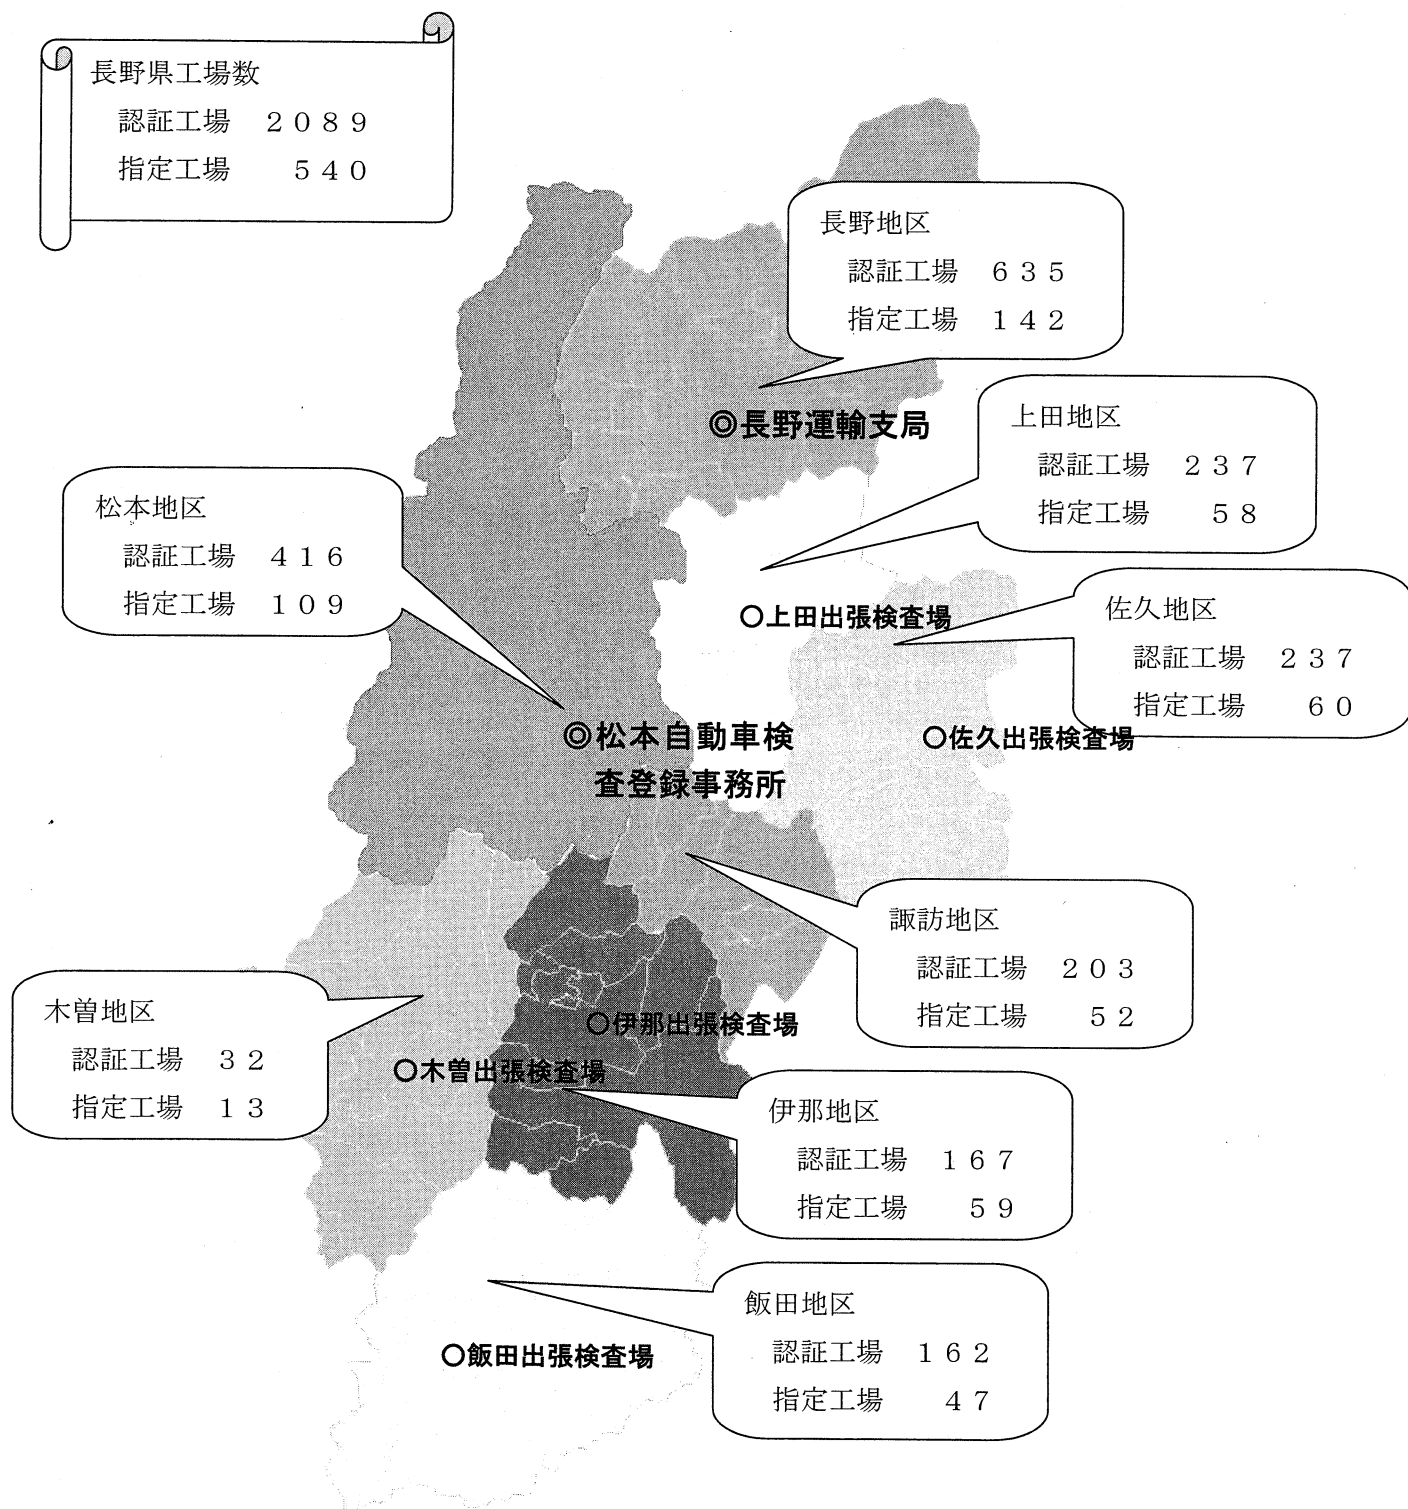 長野県工場数
認証工場 2089
指定工場 540
長野地区
認証工場 635
指定工場 142
◎長野運輸支局
上田地区
認証工場 237
指定工場 58
松本地区
認証工場 416
指定工場 109
○上田出張検査場
佐久地区
認証工場 237
指定工場 60
◎松本自動車検
査登録事務所
○佐久出張検査場
諏訪地区
認証工場 203
指定工場 52
木曽地区
認証工場 32
指定工場 13
○伊那出張検査場
○木曽出張検査場
伊那地区
認証工場 167
指定工場 59
飯田地区
認証工場 162
指定工場 47
○飯田出張検査場